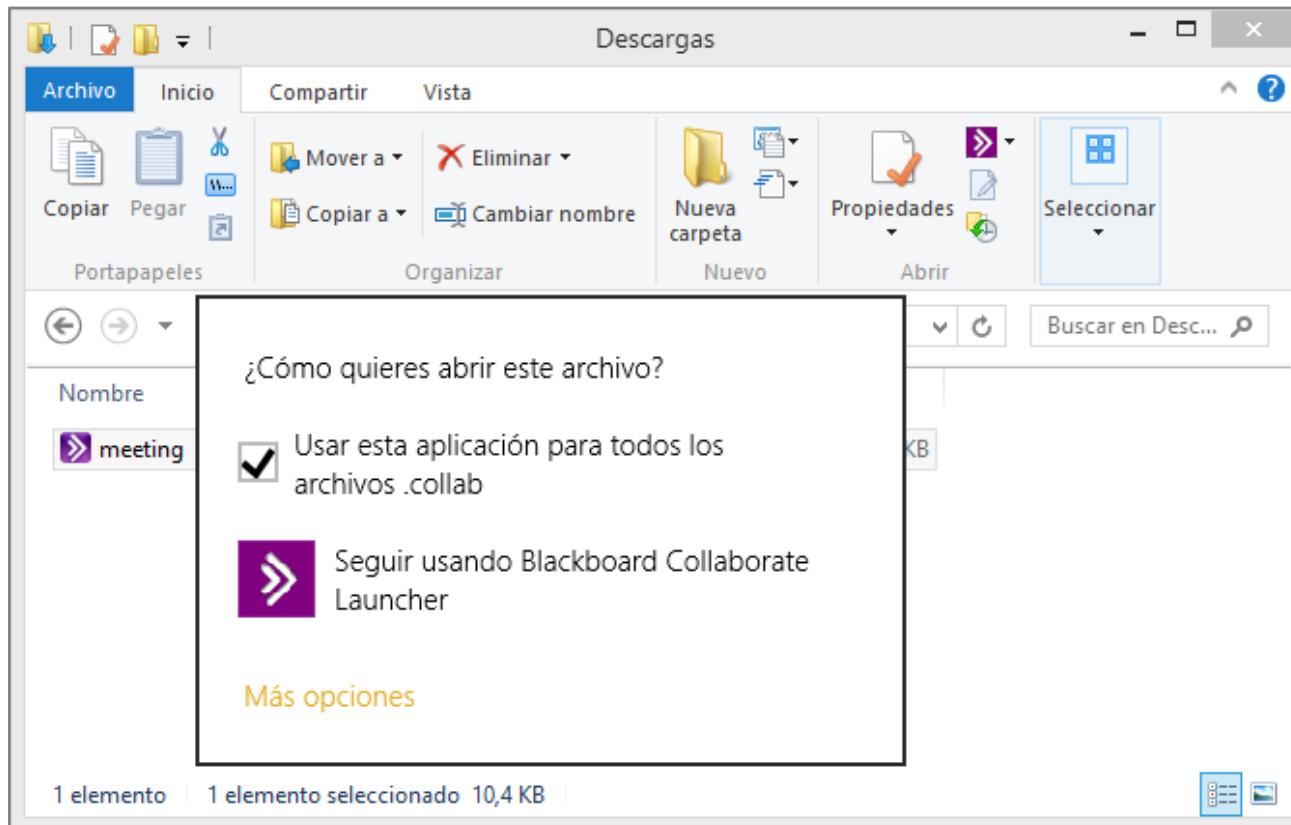 Descargas
Archivo Inicio Compartir Vista
Copiar Pegar
Mover a
Copiar a
Eliminar
Cambiar nombre
Nueva
carpeta
Propiedades
Seleccionar
Portapapeles Organizar Nuevo Abrir
Buscar en Desc...
Nombre
meeting KB
¿Cómo quieres abrir este archivo?
Usar esta aplicación para todos los
archivos .collab
Seguir usando Blackboard Collaborate
Launcher
Más opciones
1 elemento 1 elemento seleccionado 10,4 KB